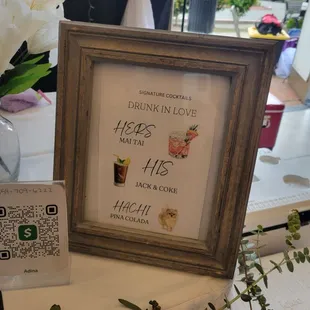 SIGNATURE COCKTAILS
DRUNK IN LOVE
HERS
MAI TAI
HIS
JACK & COKE
HACHI
PINA COLADA
$